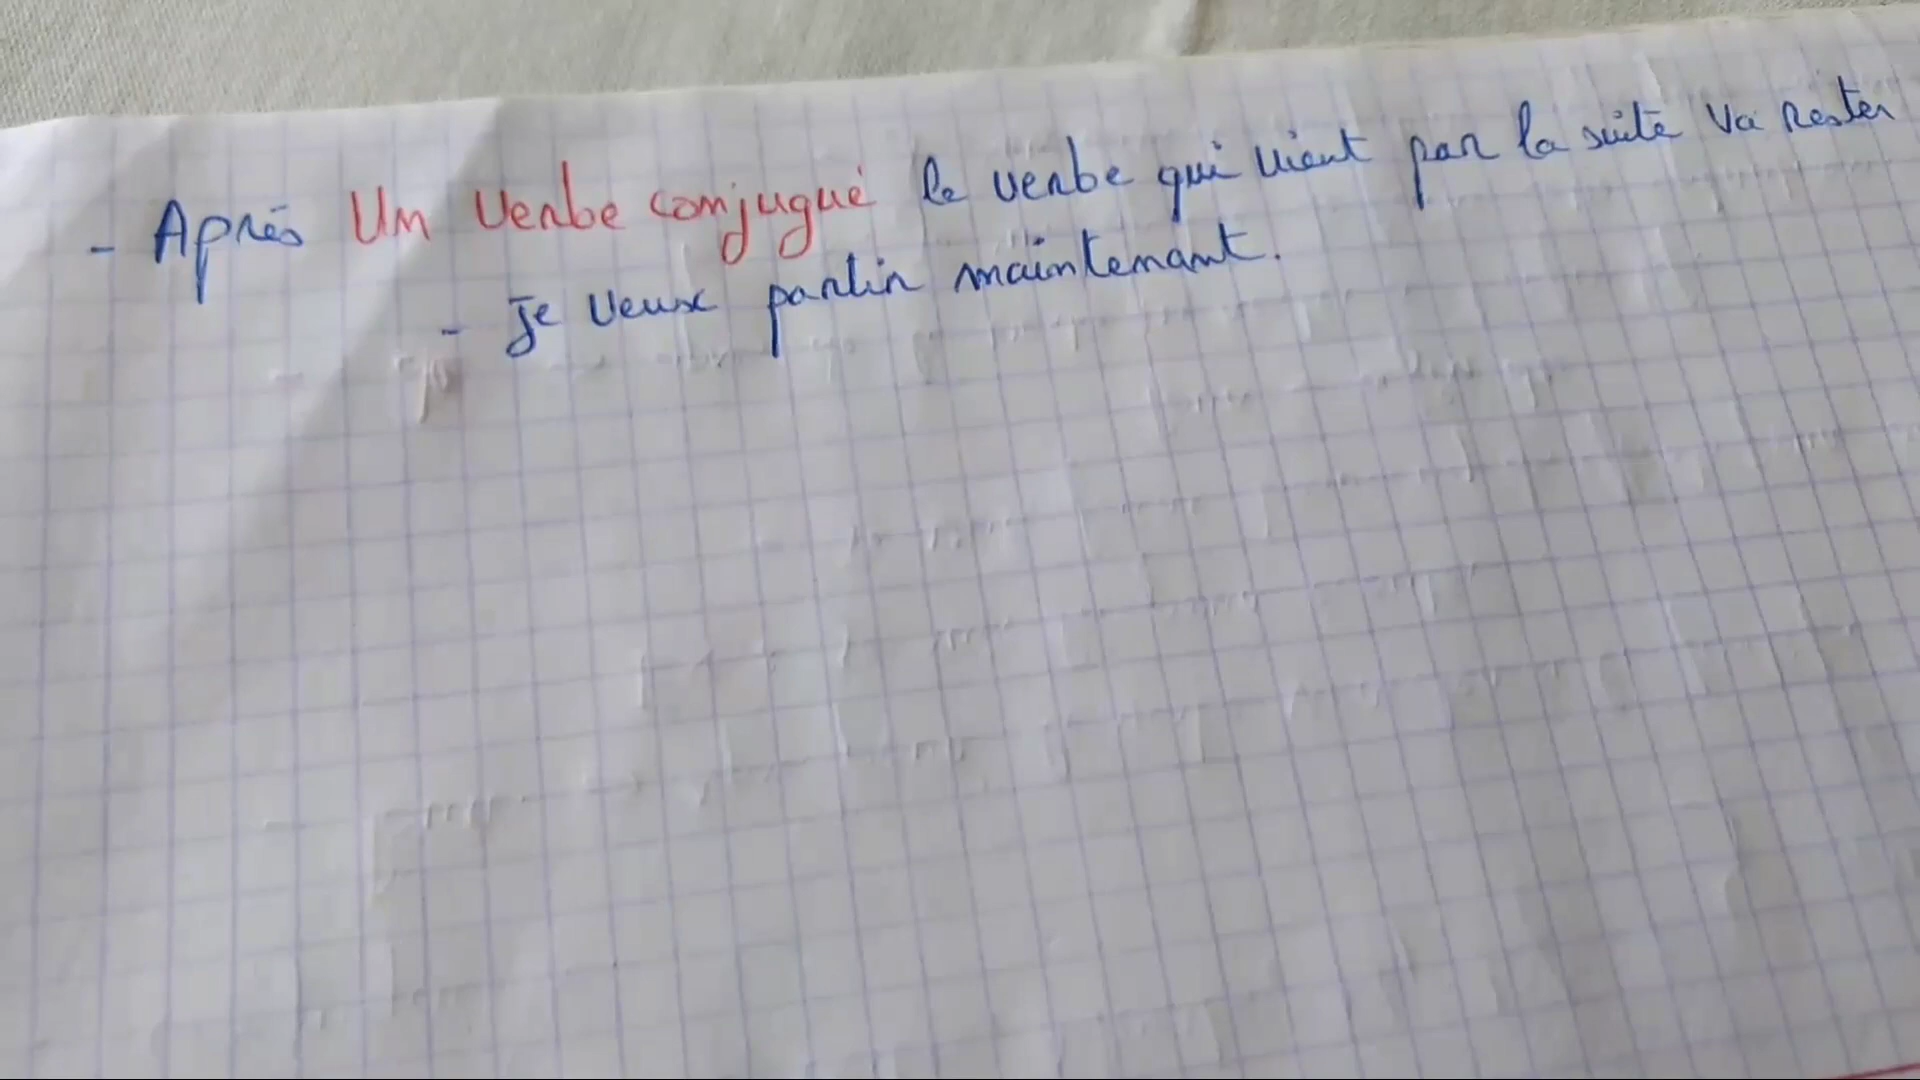 - Après Un verbe conjugué le verbe qui vient par la suite va rester
- Je veux partir maintenant.